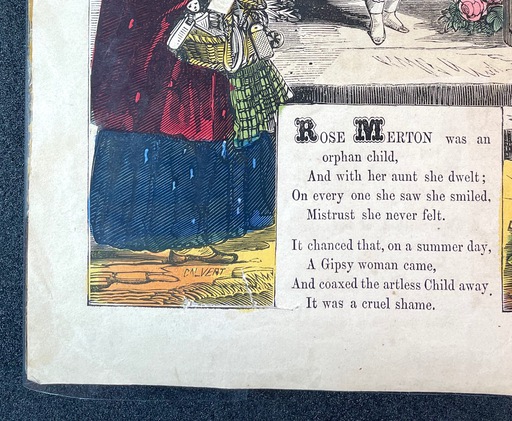 ROSE MERTON was an
orphan child,
And with her aunt she dwelt;
On every one she saw she smiled,
Mistrust she never felt.
It chanced that, on a summer day,
A Gipsy woman came,
And coaxed the artless Child away.
It was a cruel shame.
CALVERT